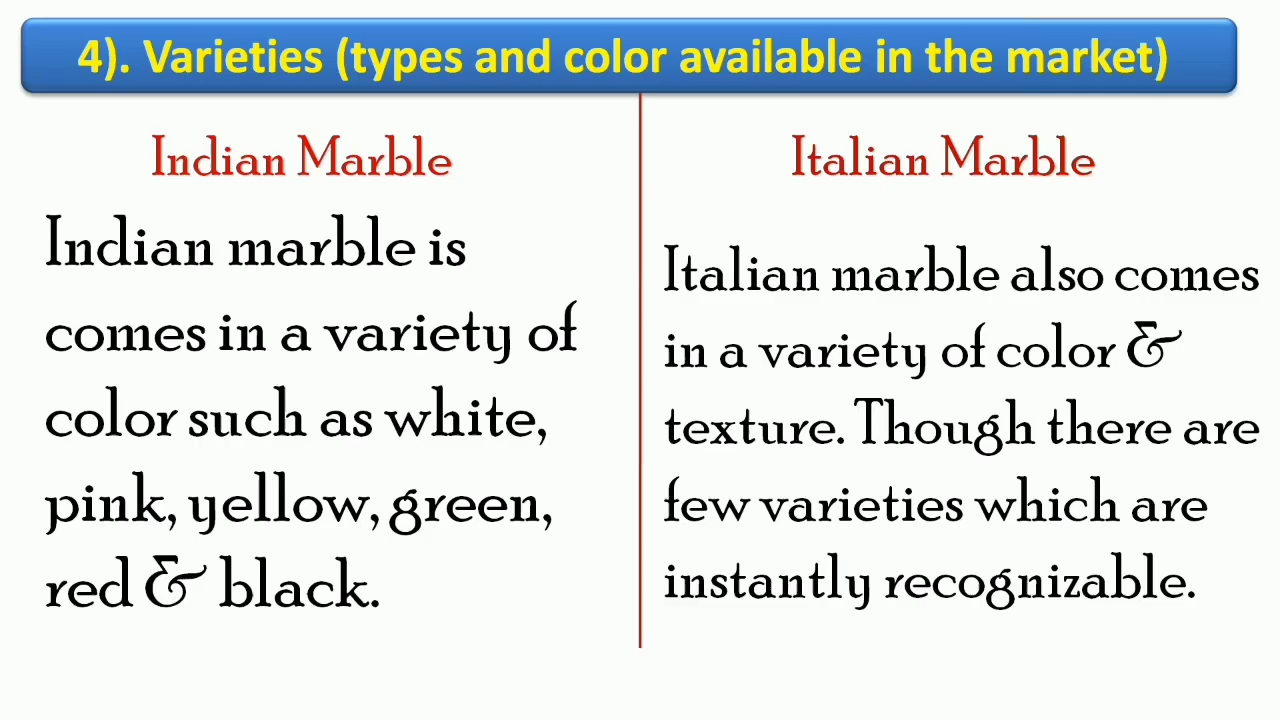 4). Varieties (types and color available in the market)
Indian Marble
Indian marble is
comes in a variety of
color such as white,
pink, yellow, green,
red & black.
Italian Marble
Italian marble also comes
in a variety of color &
texture. Though there are
few varieties which are
instantly recognizable.